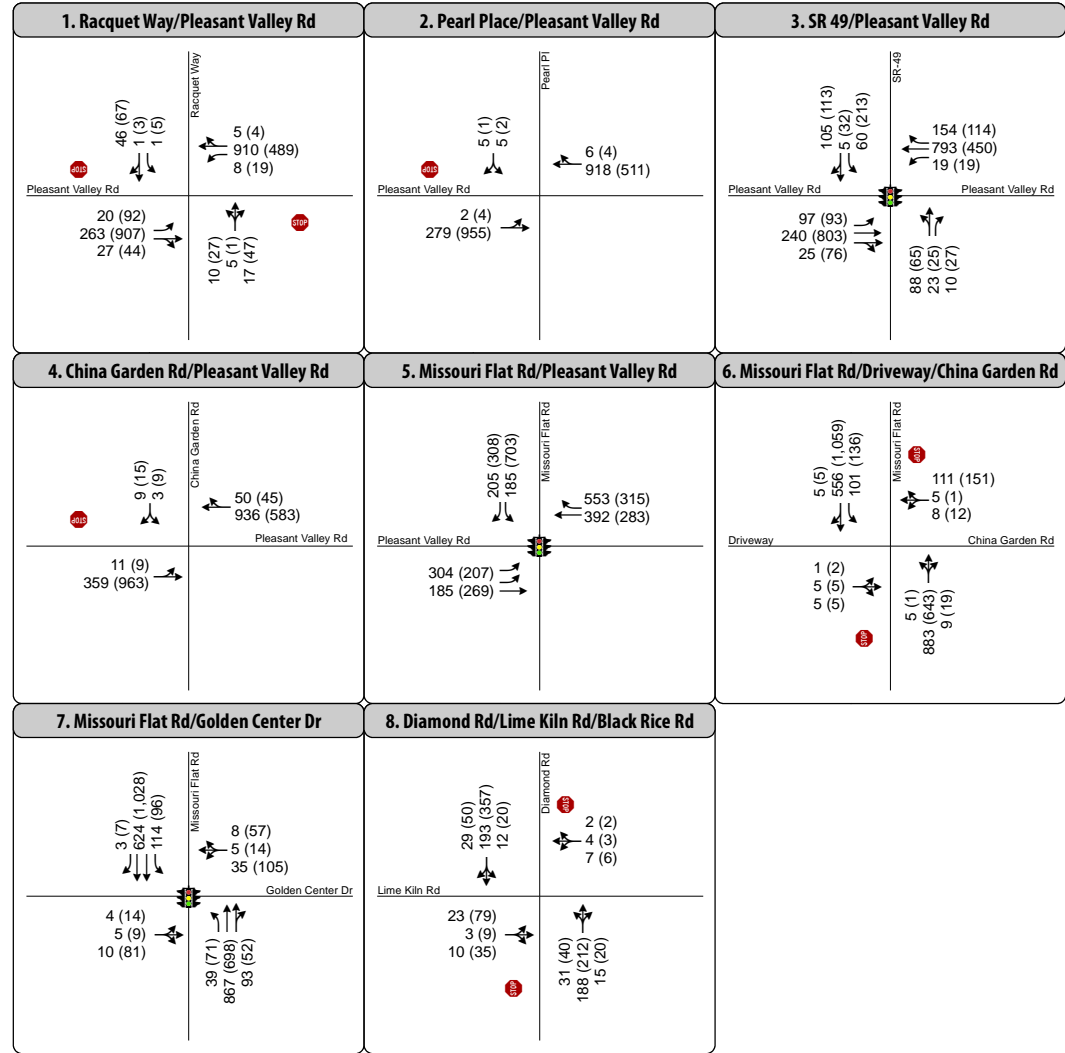 1. Racquet Way/Pleasant Valley Rd
Racquet Way
46 (67)
1 (3)
1 (5)
5 (4)
910 (489)
8 (19)
STOP
Pleasant Valley Rd
20 (92)
263 (907)
27 (44)
10 (27)
5 (1)
17 (47)
STOP
2. Pearl Place/Pleasant Valley Rd
Pearl Pl
5 (1)
5 (2)
6 (4)
918 (511)
STOP
Pleasant Valley Rd
2 (4)
279 (955)
3. SR 49/Pleasant Valley Rd
SR-49
105 (113)
5 (32)
60 (213)
154 (114)
793 (450)
19 (19)
Pleasant Valley Rd
Pleasant Valley Rd
97 (93)
240 (803)
25 (76)
88 (65)
23 (25)
10 (27)
4. China Garden Rd/Pleasant Valley Rd
China Garden Rd
9 (15)
3 (9)
50 (45)
936 (583)
STOP
Pleasant Valley Rd
11 (9)
359 (963)
5. Missouri Flat Rd/Pleasant Valley Rd
Missouri Flat Rd
205 (308)
185 (703)
553 (315)
392 (283)
Pleasant Valley Rd
304 (207)
185 (269)
6. Missouri Flat Rd/Driveway/China Garden Rd
Missouri Flat Rd
5 (5)
556 (1,059)
101 (136)
STOP
111 (151)
5 (1)
8 (12)
Driveway
China Garden Rd
1 (2)
5 (5)
5 (5)
5 (1)
883 (643)
9 (19)
STOP
7. Missouri Flat Rd/Golden Center Dr
Missouri Flat Rd
3 (7)
624 (1,028)
114 (96)
8 (57)
5 (14)
35 (105)
Golden Center Dr
4 (14)
5 (9)
10 (81)
39 (71)
867 (698)
93 (52)
8. Diamond Rd/Lime Kiln Rd/Black Rice Rd
Diamond Rd
29 (50)
193 (357)
12 (20)
STOP
2 (2)
4 (3)
7 (6)
Lime Kiln Rd
23 (79)
3 (9)
10 (35)
31 (40)
188 (212)
15 (20)
STOP